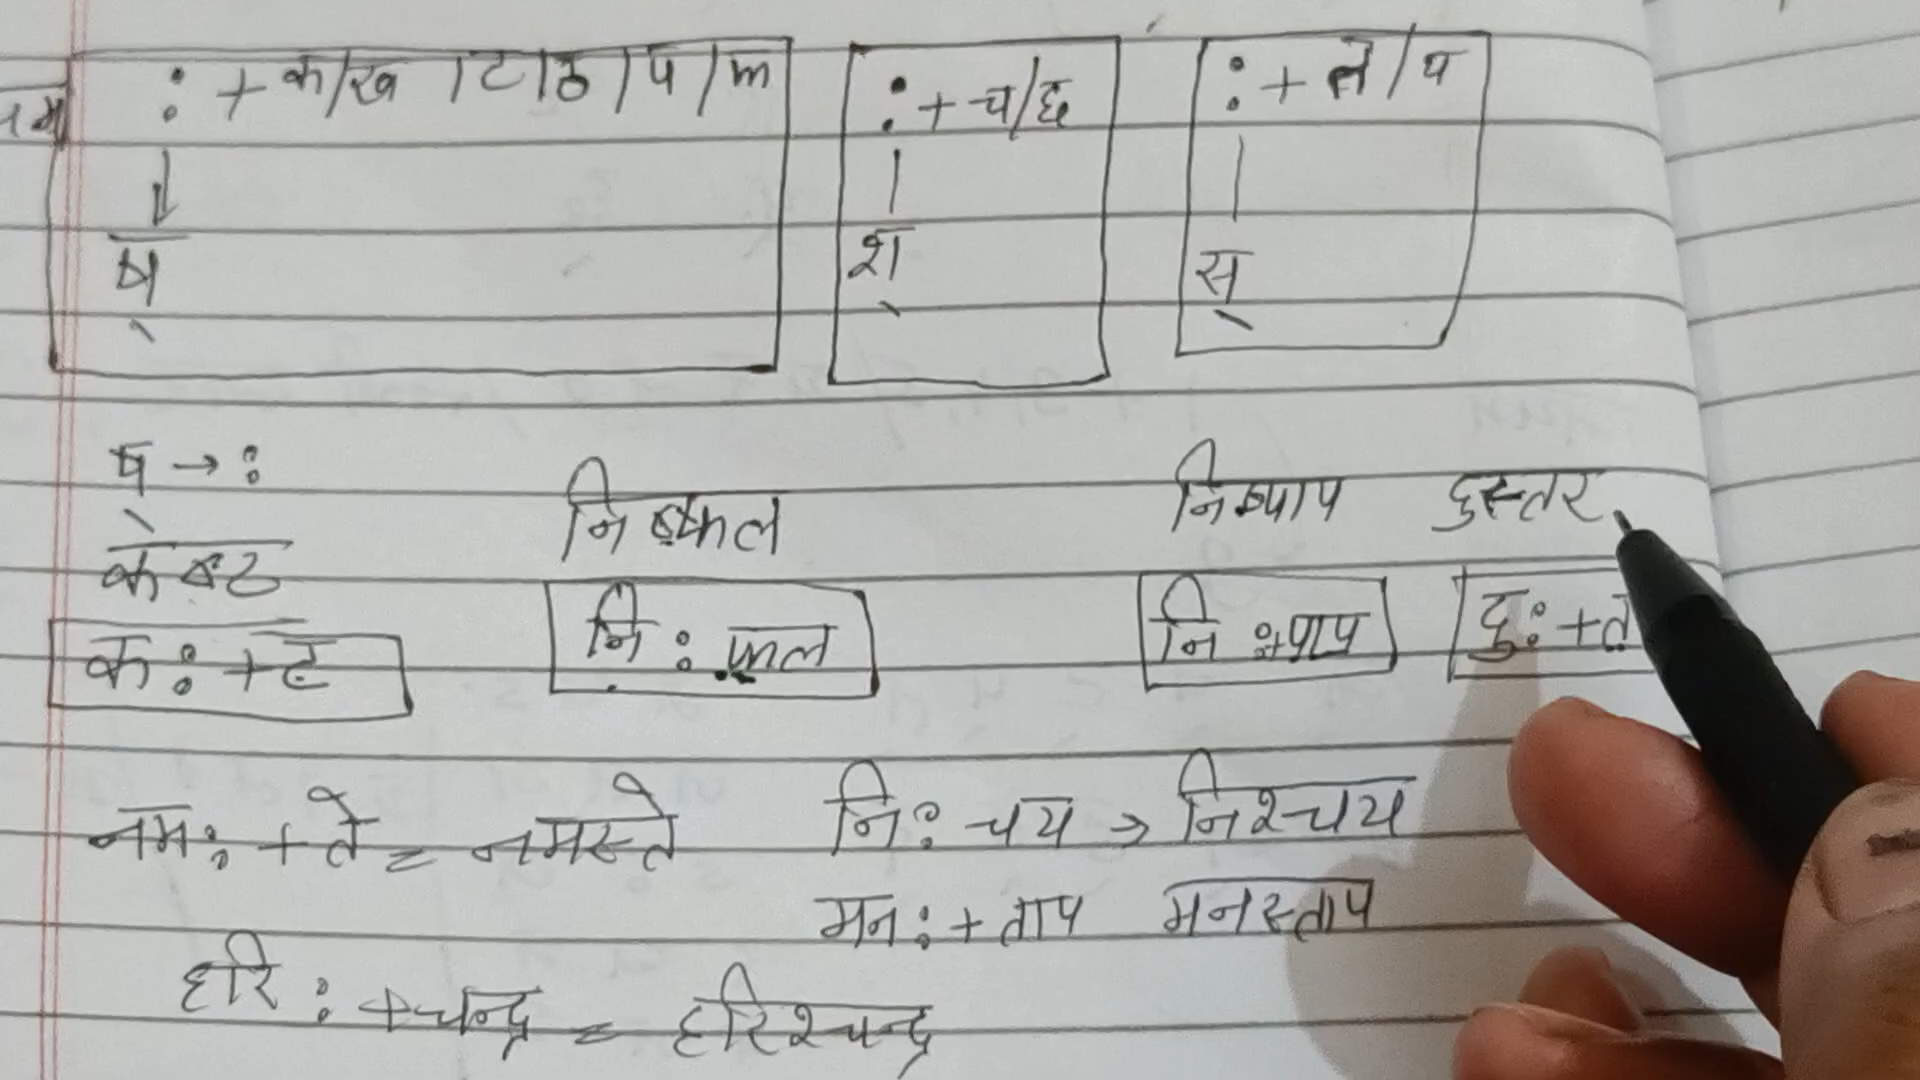 : + क/ख /ट/ठ/प/फ : + च/छ : + त/थ
ष् श् स्
ष् → : निष्फल निष्पाप दुस्तर
कष्ट
क: +ट नि : फल नि :+पाप दु: +त
नम: + ते = नमस्ते नि: चय → निश्चय
मन: + ताप मनस्ताप
हरि : +चन्द्र = हरिश्चन्द्र